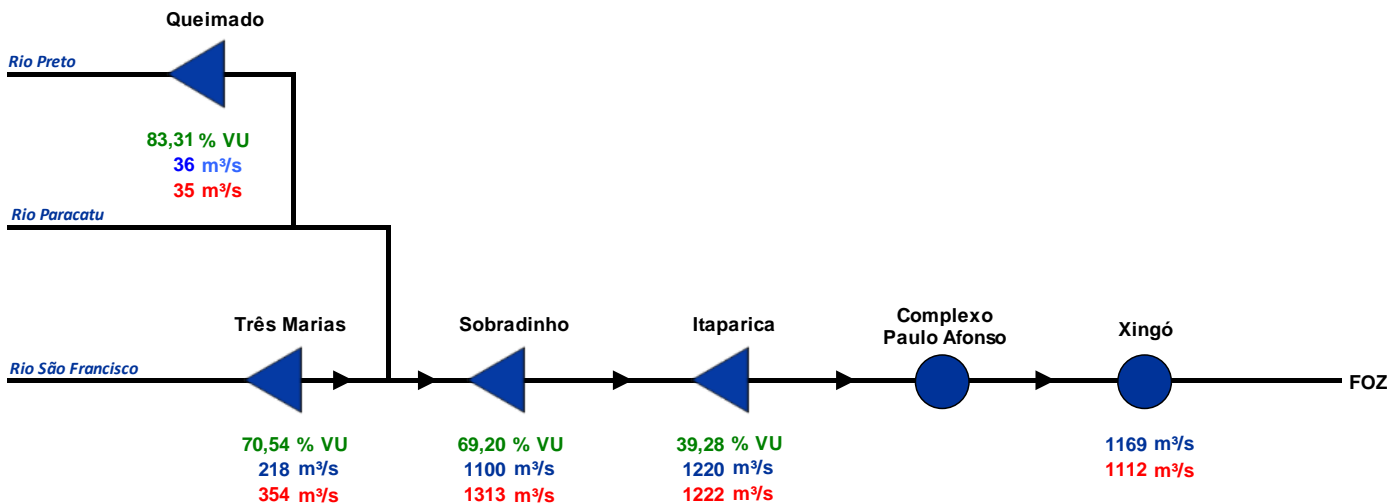 Queimado
Rio Preto
83,31 % VU
36 m³/s
35 m³/s
Rio Paracatu
Três Marias
Sobradinho
Itaparica
Complexo
Paulo Afonso
Xingó
Rio São Francisco
FOZ
70,54 % VU
218 m³/s
354 m³/s
69,20 % VU
1100 m³/s
1313 m³/s
39,28 % VU
1220 m³/s
1222 m³/s
1169 m³/s
1112 m³/s